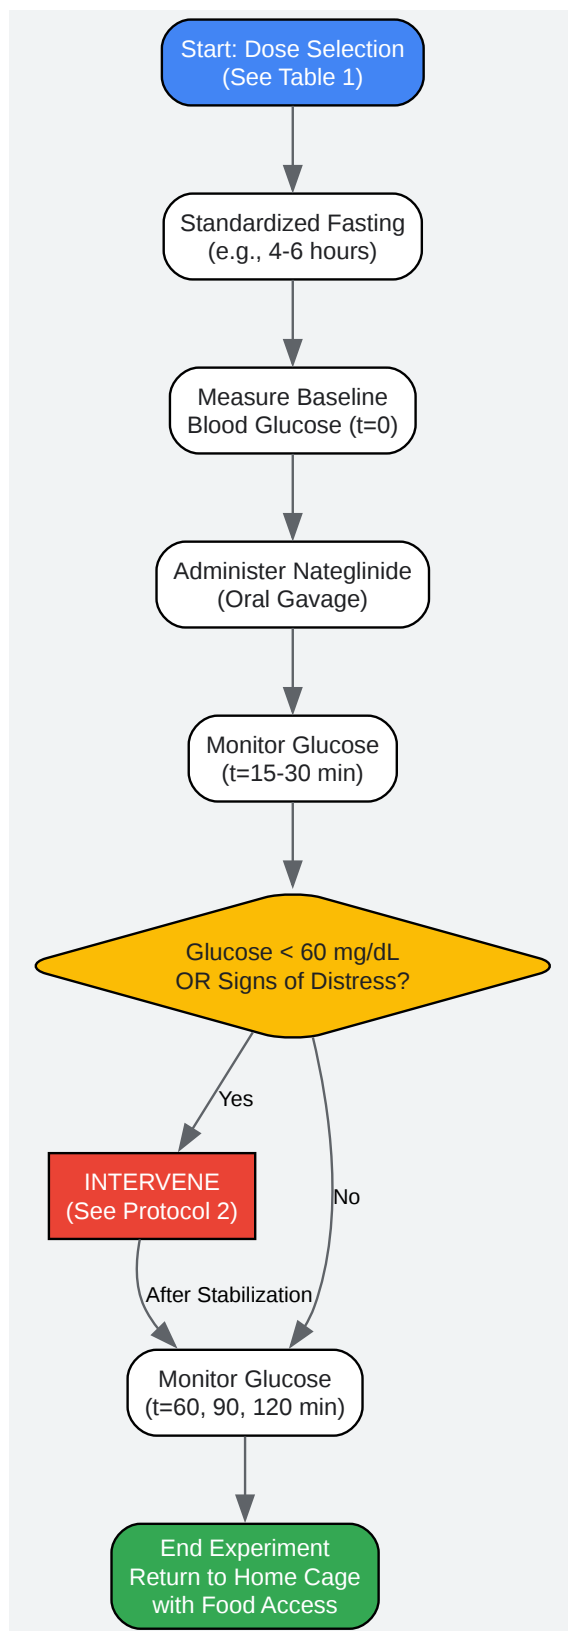 Start: Dose Selection
(See Table 1)
Standardized Fasting
(e.g., 4-6 hours)
Measure Baseline
Blood Glucose (t=0)
Administer Nateglinide
(Oral Gavage)
Monitor Glucose
(t=15-30 min)
Glucose < 60 mg/dL
OR Signs of Distress?
Yes
INTERVENE
(See Protocol 2)
No
After Stabilization
Monitor Glucose
(t=60, 90, 120 min)
End Experiment
Return to Home Cage
with Food Access